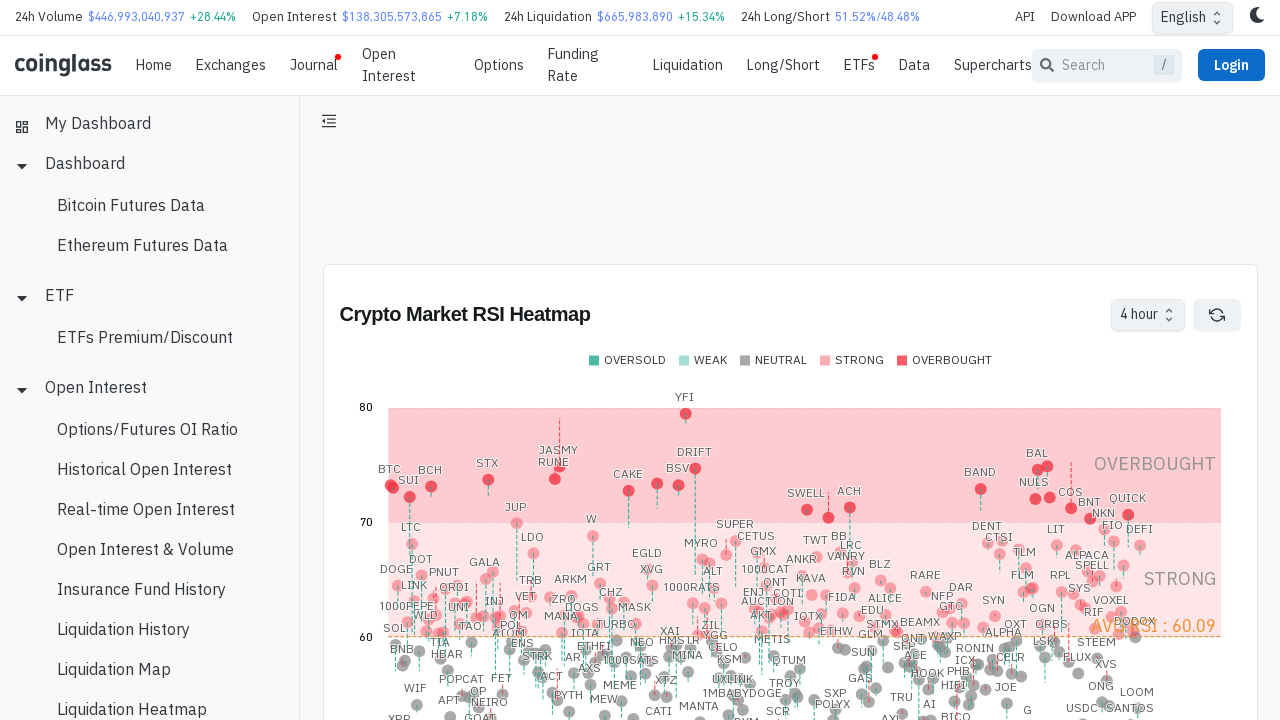 24h Volume $446,993,040,937 +28.44% Open Interest $138,305,573,865 +7.18% 24h Liquidation $665,983,890 +15.34% 24h Long/Short 51.52%/48.48% API Download APP English
coinglass Home Exchanges Journal Open Interest Options Funding Rate Liquidation Long/Short ETFs Data Supercharts Search / Login
My Dashboard
Dashboard
Bitcoin Futures Data
Ethereum Futures Data
ETF
ETFs Premium/Discount
Open Interest
Options/Futures OI Ratio
Historical Open Interest
Real-time Open Interest
Open Interest & Volume
Insurance Fund History
Liquidation History
Liquidation Map
Liquidation Heatmap
Crypto Market RSI Heatmap 4 hour
OVERSOLD WEAK NEUTRAL STRONG OVERBOUGHT
80
YFI
JASMY DRIFT
BTC BCH STX RUNE BSV BAL OVERBOUGHT
SUI CAKE BAND NULS
SWELL ACH COS
BNT QUICK
JUP NKN
70
LTC W SUPER DENT LIT FIO DEFI
LDO MYRO CETUS TWT BB CTSI
DOT EGLD GMX LRC TLM ALPACA
DOGE PNUT GALA GRT XVG ALT 1000CAT ANKR KAVIN BLZ SPELL
TRB ARKM KAVA RVN RARE FLM RPL STRONG
LINK QRDI CHZ 1000RATS QNT DAR SYS
VET ZRO ENJ COTI FIDA ALICE NFP SYN VOXEL
1000PEPE UNI INJ DOGS MASK AUCTION EDU GTC OGN RIF
WLD OM MANA AKT IOTX STMX BEAMX OXT ORBS PODOX
SOL TAO POL TURBO ZIL AVG RSI : 60.09
60
ATOM IOTA XAI YGG METIS ETHW GLM ONT WAXP ALPHA
BNB TIA ENS ETHFI NEO HMSTR CELO SUN SFP RONIN LSK STEEM
HBAR STRK AR 1000SATS MINA KSM QTUM ACE ICX CELR FLUX XVS
POPCAT FET ACT AXS XTZ UXLINK TROY GAS HOOK PHB
WIF QP MEME 1MBABYDOGE SXP HIFI JOE ONG LOOM
APT NEIRO PYTH MEW MANTA POLYX TRU AI USDC SANTOS
XRP GOAT CATI SCR AXL BICO G